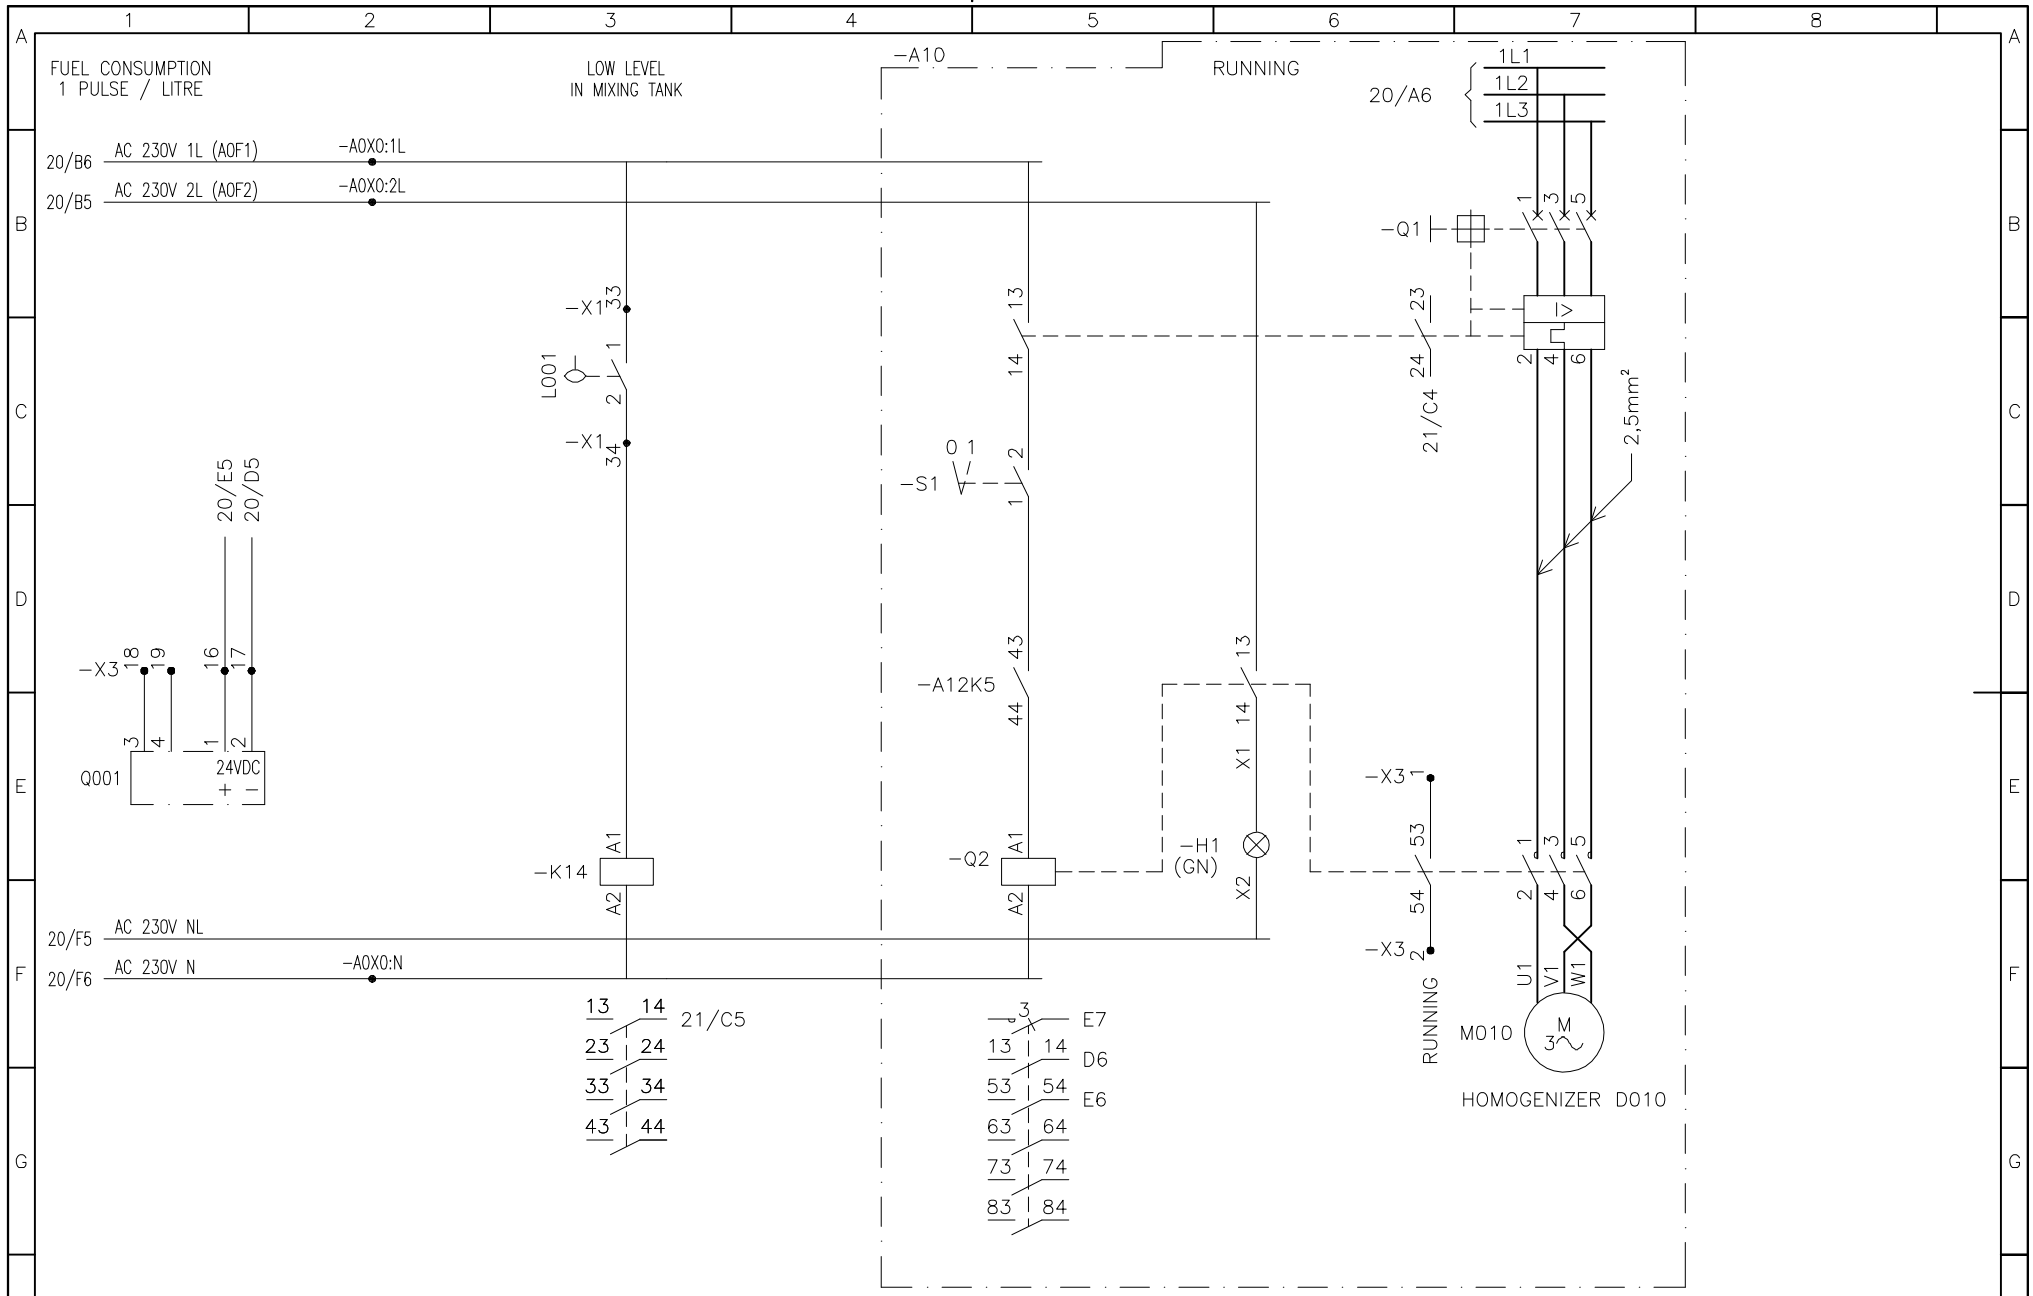 1 2 3 4 5 6 7 8
A A
FUEL CONSUMPTION
1 PULSE / LITRE
LOW LEVEL
IN MIXING TANK
-A10
RUNNING
20/A6
1L1
1L2
1L3
20/B6 AC 230V 1L (A0F1) -A0X0:1L
20/B5 AC 230V 2L (A0F2) -A0X0:2L
B B
-Q1 1 3 5
-X1 33
13
14
23
24
21/C4
I>
2 4 6
L001 1 2
C C
2,5mm²
-X1 34
-S1 0 1 2 1
20/E5
20/D5
D D
-X3 18 19 16 17
-A12K5 43 44
13
14
3 4 1 2
Q001 24VDC
+ -
E E
X1
-H1
(GN)
X2
-X3 1
53
54
-X3 2
RUNNING
1 3 5
2 4 6
-K14 A1 A2
-Q2 A1 A2
20/F5 AC 230V NL
20/F6 AC 230V N -A0X0:N
F F
U1 V1 W1
M010 M
3
HOMOGENIZER D010
13 14 21/C5
23 24
33 34
43 44
3 E7
13 14 D6
53 54 E6
63 64
73 74
83 84
G G